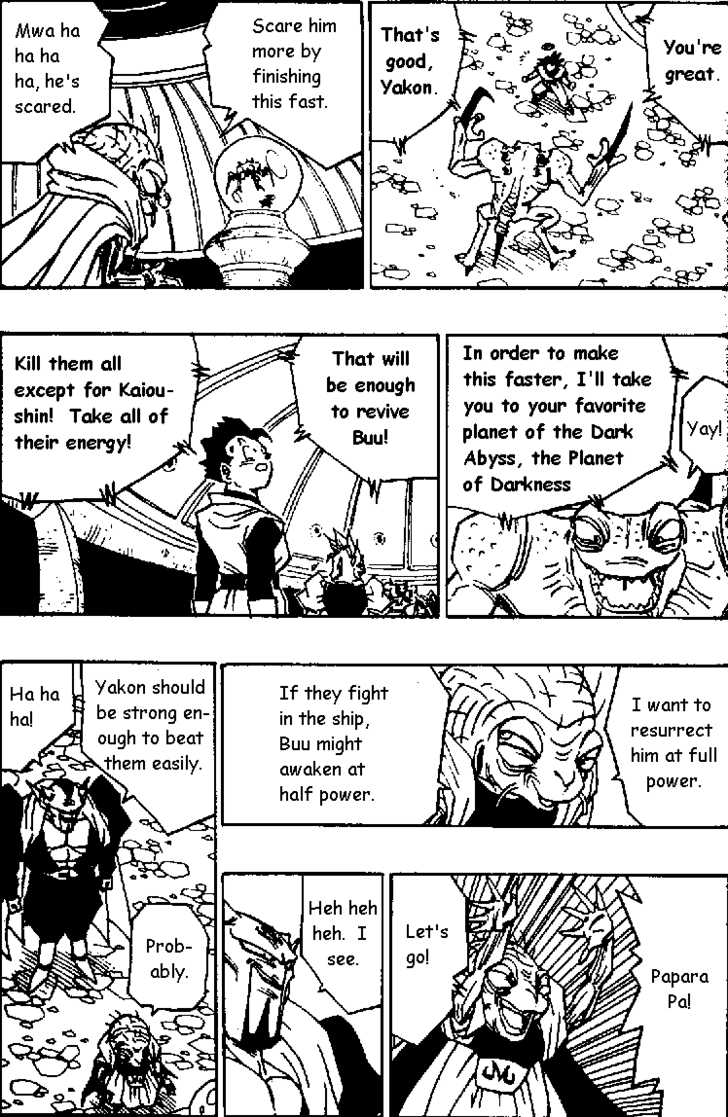 Mwa ha
ha ha
ha, he's
scared.
Scare him
more by
finishing
this fast.
That's
good,
Yakon.
You're
great.
Kill them all
except for Kaiou-
shin! Take all of
their energy!
That will
be enough
to revive
Buu!
In order to make
this faster, I'll take
you to your favorite
planet of the Dark
Abyss, the Planet
of Darkness
Yay!
Ha ha
ha!
Yakon should
be strong en-
ough to beat
them easily.
Prob-
ably.
If they fight
in the ship,
Buu might
awaken at
half power.
I want to
resurrect
him at full
power.
Heh heh
heh. I
see.
Let's
go!
Papara
Pa!
M